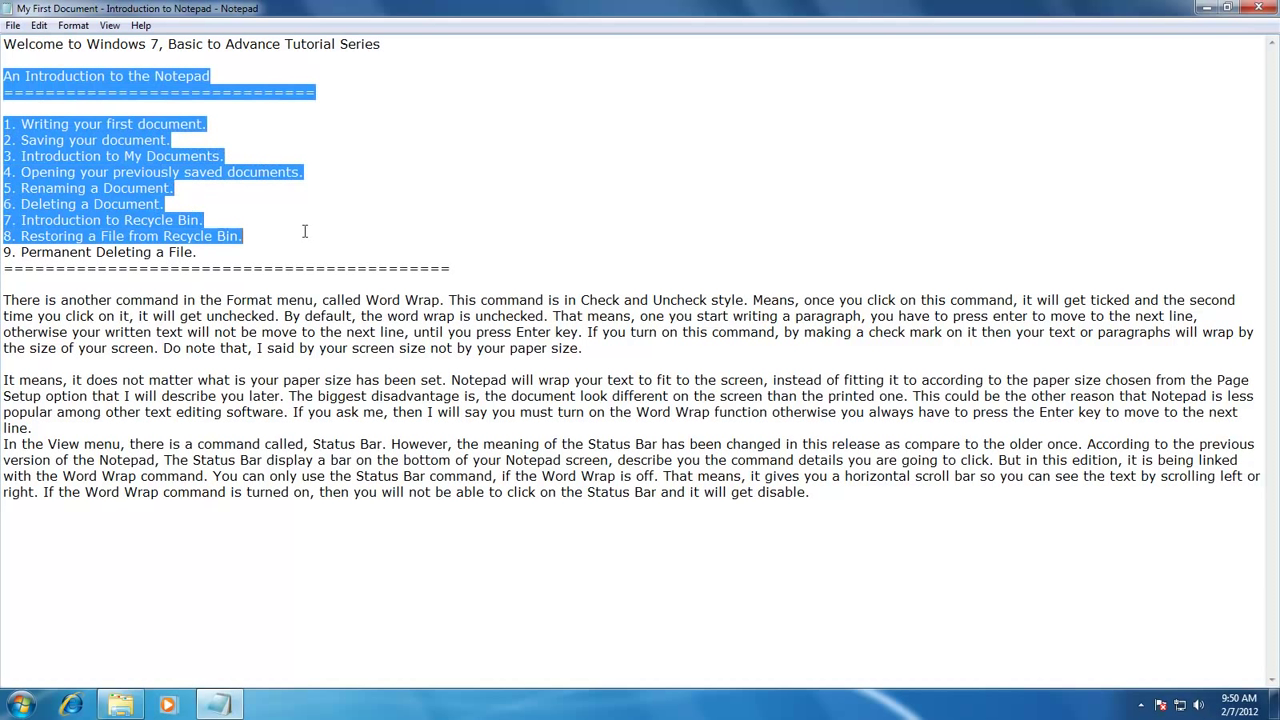 My First Document - Introduction to Notepad - Notepad
File Edit Format View Help
Welcome to Windows 7, Basic to Advance Tutorial Series
An Introduction to the Notepad
==============================
1. Writing your first document.
2. Saving your document.
3. Introduction to My Documents.
4. Opening your previously saved documents.
5. Renaming a Document.
6. Deleting a Document.
7. Introduction to Recycle Bin.
8. Restoring a File from Recycle Bin.
9. Permanent Deleting a File.
===========================================
There is another command in the Format menu, called Word Wrap. This command is in Check and Uncheck style. Means, once you click on this command, it will get ticked and the second
time you click on it, it will get unchecked. By default, the word wrap is unchecked. That means, one you start writing a paragraph, you have to press enter to move to the next line,
otherwise your written text will not be move to the next line, until you press Enter key. If you turn on this command, by making a check mark on it then your text or paragraphs will wrap by
the size of your screen. Do note that, I said by your screen size not by your paper size.
It means, it does not matter what is your paper size has been set. Notepad will wrap your text to fit to the screen, instead of fitting it to according to the paper size chosen from the Page
Setup option that I will describe you later. The biggest disadvantage is, the document look different on the screen than the printed one. This could be the other reason that Notepad is less
popular among other text editing software. If you ask me, then I will say you must turn on the Word Wrap function otherwise you always have to press the Enter key to move to the next
line.
In the View menu, there is a command called, Status Bar. However, the meaning of the Status Bar has been changed in this release as compare to the older once. According to the previous
version of the Notepad, The Status Bar display a bar on the bottom of your Notepad screen, describe you the command details you are going to click. But in this edition, it is being linked
with the Word Wrap command. You can only use the Status Bar command, if the Word Wrap is off. That means, it gives you a horizontal scroll bar so you can see the text by scrolling left or
right. If the Word Wrap command is turned on, then you will not be able to click on the Status Bar and it will get disable.
9:50 AM
2/7/2012